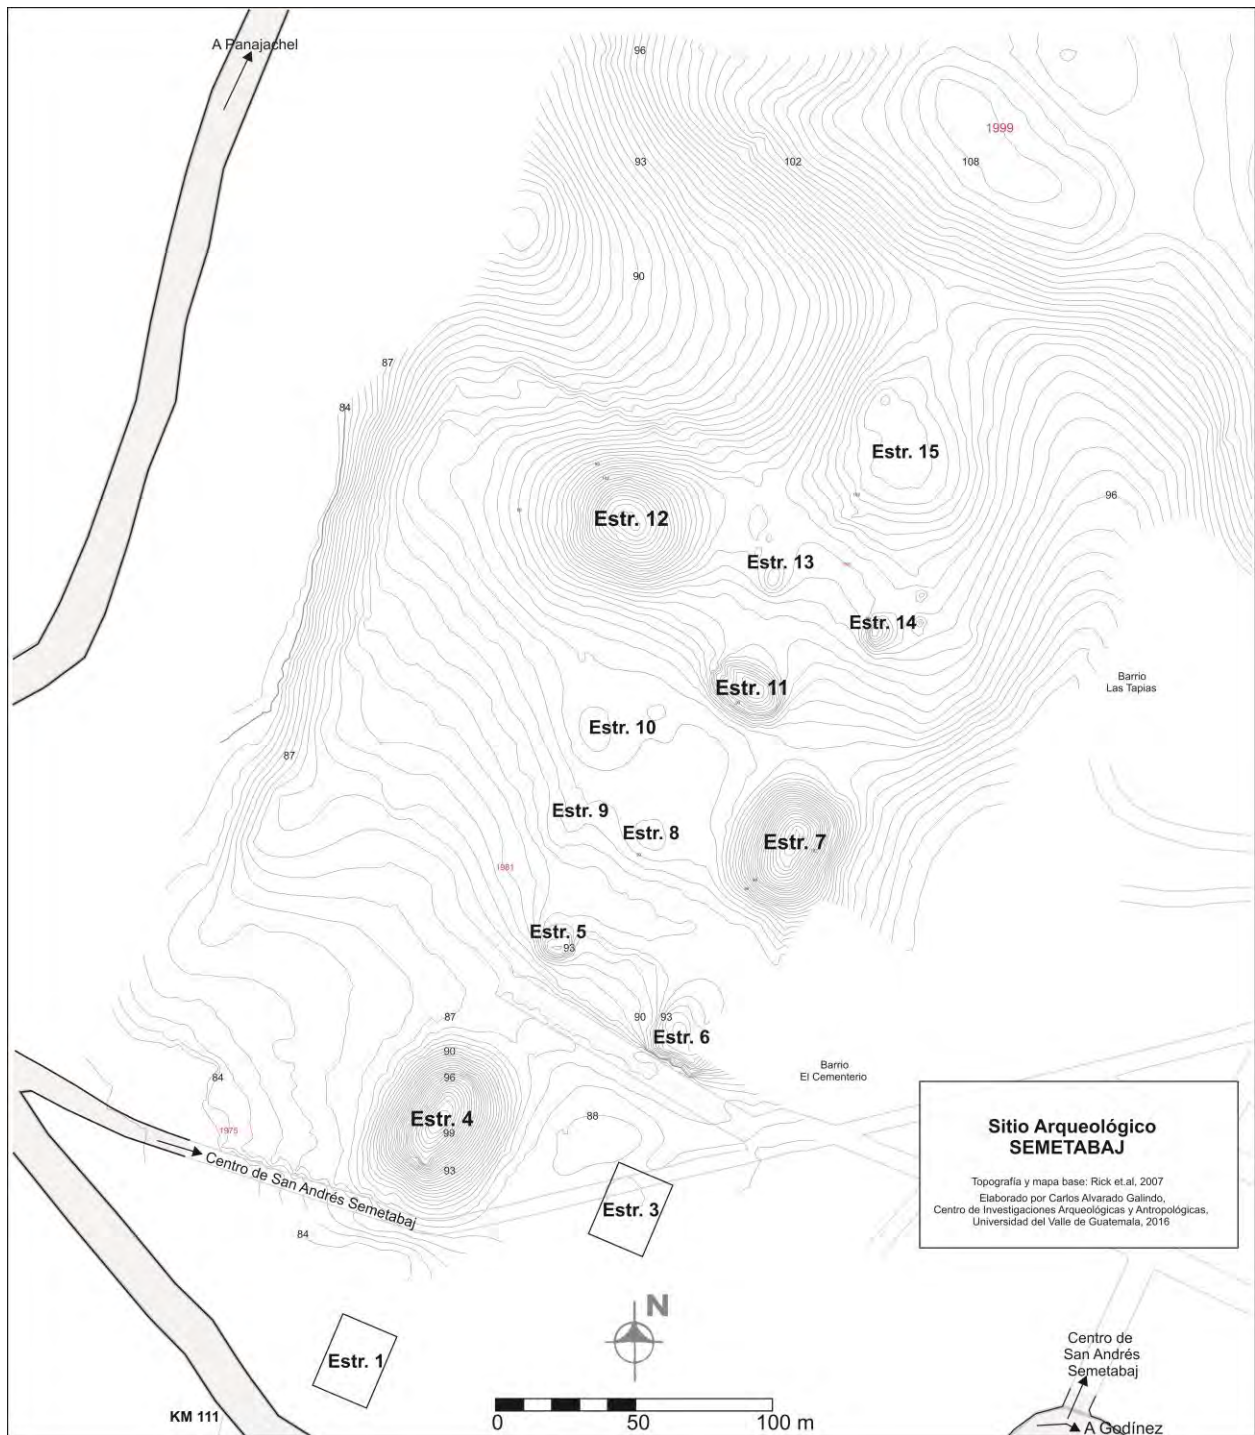 A Panajachel
96
1999
93
102
108
90
87
84
Estr. 15
96
Estr. 12
Estr. 13
Estr. 14
Barrio
Las Tapias
Estr. 11
Estr. 10
87
Estr. 9
Estr. 8
Estr. 7
1981
Estr. 5
93
87
90
93
Estr. 6
90
Barrio
El Cementerio
84
96
Estr. 4
88
1975
99
93
Centro de San Andrés Semetabaj
Estr. 3
84
Sitio Arqueológico
SEMETABAJ
Topografía y mapa base: Rick et.al, 2007
Elaborado por Carlos Alvarado Galindo,
Centro de Investigaciones Arqueológicas y Antropológicas,
Universidad del Valle de Guatemala, 2016
N
Estr. 1
Centro de
San Andrés
Semetabaj
KM 111
0 50 100 m
A Godínez